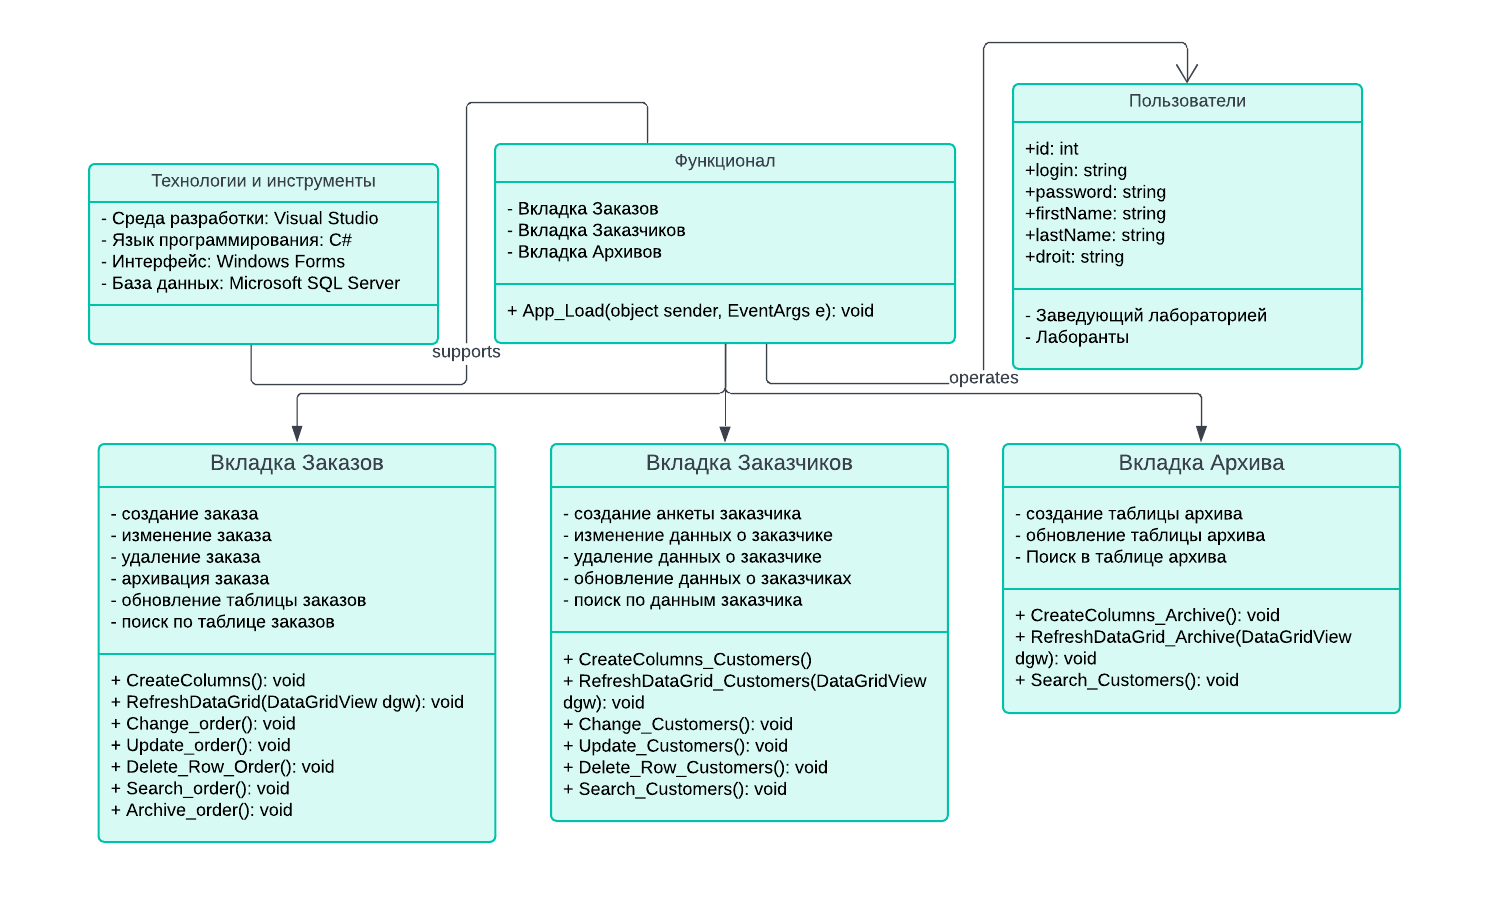 Технологии и инструменты
- Среда разработки: Visual Studio
- Язык программирования: C#
- Интерфейс: Windows Forms
- База данных: Microsoft SQL Server
Функционал
- Вкладка Заказов
- Вкладка Заказчиков
- Вкладка Архивов
+ App_Load(object sender, EventArgs e): void
Пользователи
+id: int
+login: string
+password: string
+firstName: string
+lastName: string
+droit: string
- Заведующий лабораторией
- Лаборанты
supports
operates
Вкладка Заказов
- создание заказа
- изменение заказа
- удаление заказа
- архивация заказа
- обновление таблицы заказов
- поиск по таблице заказов
+ CreateColumns(): void
+ RefreshDataGrid(DataGridView dgw): void
+ Change_order(): void
+ Update_order(): void
+ Delete_Row_Order(): void
+ Search_order(): void
+ Archive_order(): void
Вкладка Заказчиков
- создание анкеты заказчика
- изменение данных о заказчике
- удаление данных о заказчике
- обновление данных о заказчиках
- поиск по данным заказчика
+ CreateColumns_Customers()
+ RefreshDataGrid_Customers(DataGridView
dgw): void
+ Change_Customers(): void
+ Update_Customers(): void
+ Delete_Row_Customers(): void
+ Search_Customers(): void
Вкладка Архива
- создание таблицы архива
- обновление таблицы архива
- Поиск в таблице архива
+ CreateColumns_Archive(): void
+ RefreshDataGrid_Archive(DataGridView
dgw): void
+ Search_Customers(): void